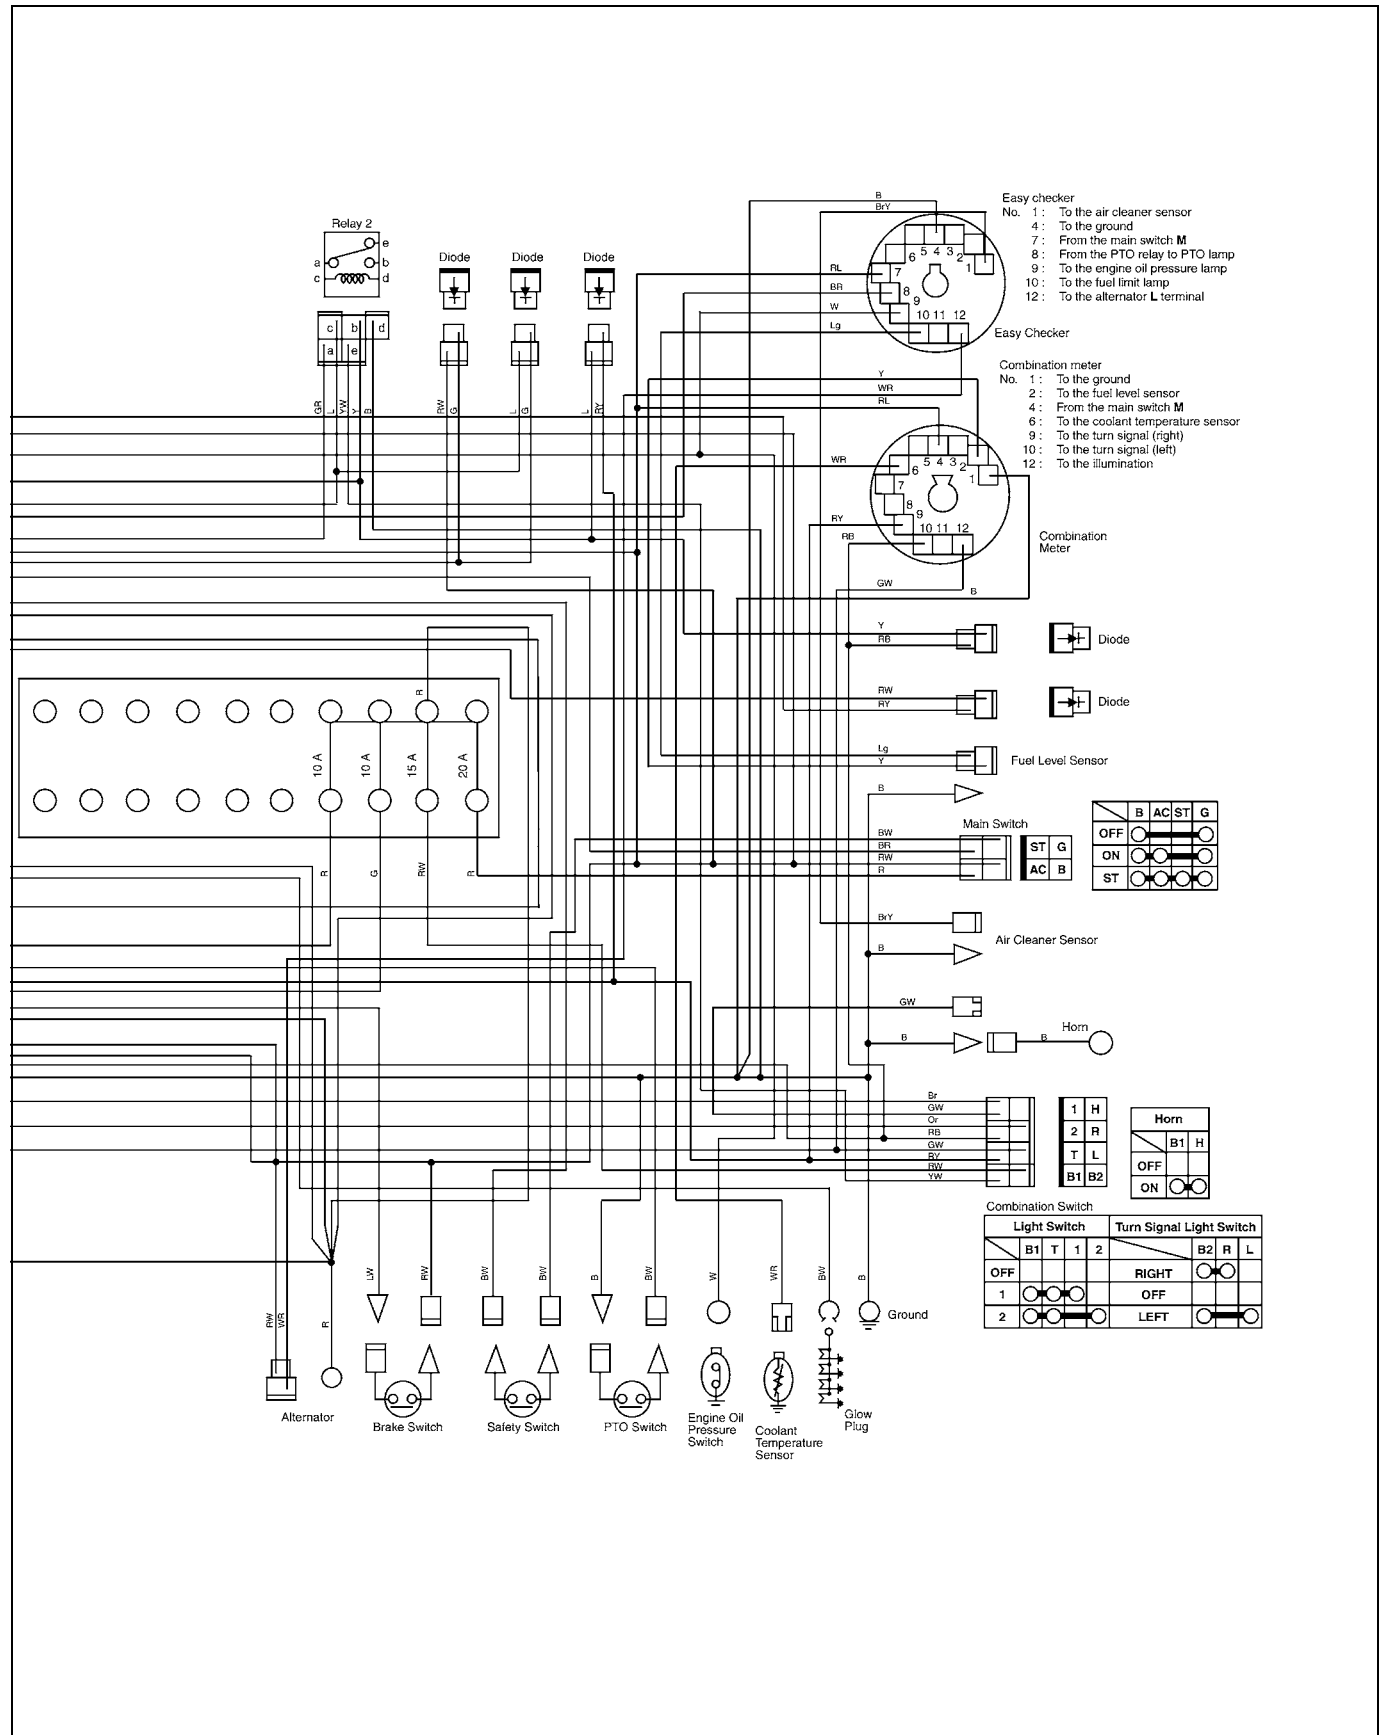 Relay 2
e
a
b
c
d
c
b
d
a
e
Diode
Diode
Diode
GR
L
YW
Y
B
RW
G
L
G
L
RY
B
BrY
RL
BR
W
Lg
5 4 3
6
2
7
1
8
9
10 11 12
Easy checker
No. 1 : To the air cleaner sensor
4 : To the ground
7 : From the main switch M
8 : From the PTO relay to PTO lamp
9 : To the engine oil pressure lamp
10 : To the fuel limit lamp
12 : To the alternator L terminal
Easy Checker
Y
WR
RL
WR
RY
RB
GW
B
5 4 3
6
2
7
1
8
9
10 11 12
Combination meter
No. 1 : To the ground
2 : To the fuel level sensor
4 : From the main switch M
6 : To the coolant temperature sensor
9 : To the turn signal (right)
10 : To the turn signal (left)
12 : To the illumination
Combination
Meter
Y
RB
Diode
RW
RY
Diode
Lg
Y
Fuel Level Sensor
B
R
10 A
10 A
15 A
20 A
R
G
RW
R
Main Switch
BW
BR
RW
R
ST G
AC B
B AC ST G
OFF
ON
ST
BrY
B
Air Cleaner Sensor
GW
B
B
Horn
Br
GW
Or
RB
GW
RY
RW
YW
1 H
2 R
T L
B1 B2
Horn
B1 H
OFF
ON
Combination Switch
Light Switch Turn Signal Light Switch
B1 T 1 2 B2 R L
OFF RIGHT
1 OFF
2 LEFT
RW
WR
R
LW
RW
BW
BW
B
BW
W
WR
BW
B
Ground
Alternator
Brake Switch
Safety Switch
PTO Switch
Engine Oil
Pressure
Switch
Coolant
Temperature
Sensor
Glow
Plug